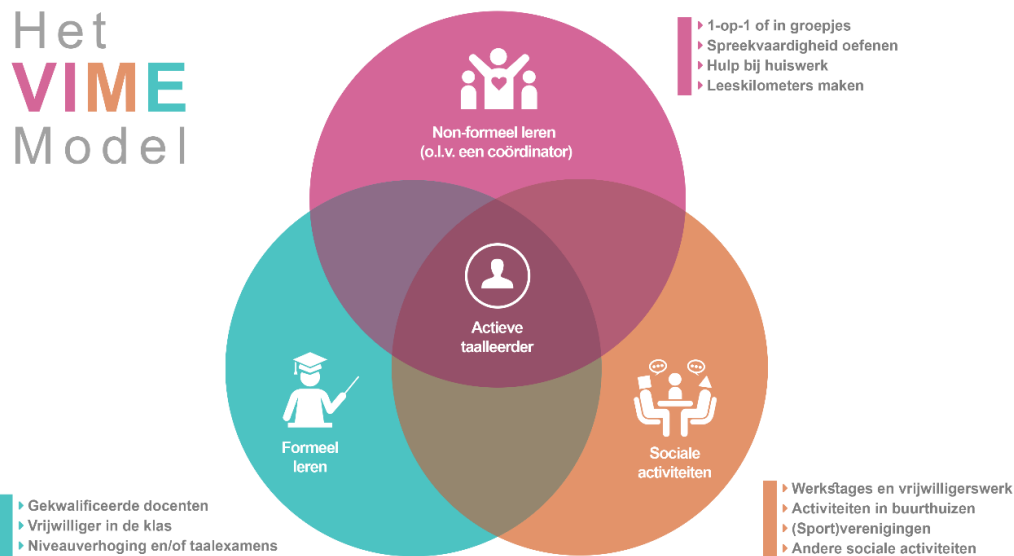 Het
VIME
Model
1-op-1 of in groepjes
Spreekvaardigheid oefenen
Hulp bij huiswerk
Leeskilometers maken
Non-formeel leren
(o.l.v. een coördinator)
Actieve
taalleerder
Formeel
leren
Sociale
activiteiten
Gekwalificeerde docenten
Vrijwilliger in de klas
Niveauverhoging en/of taalexamens
Werkstages en vrijwilligerswerk
Activiteiten in buurthuizen
(Sport)verenigingen
Andere sociale activiteiten